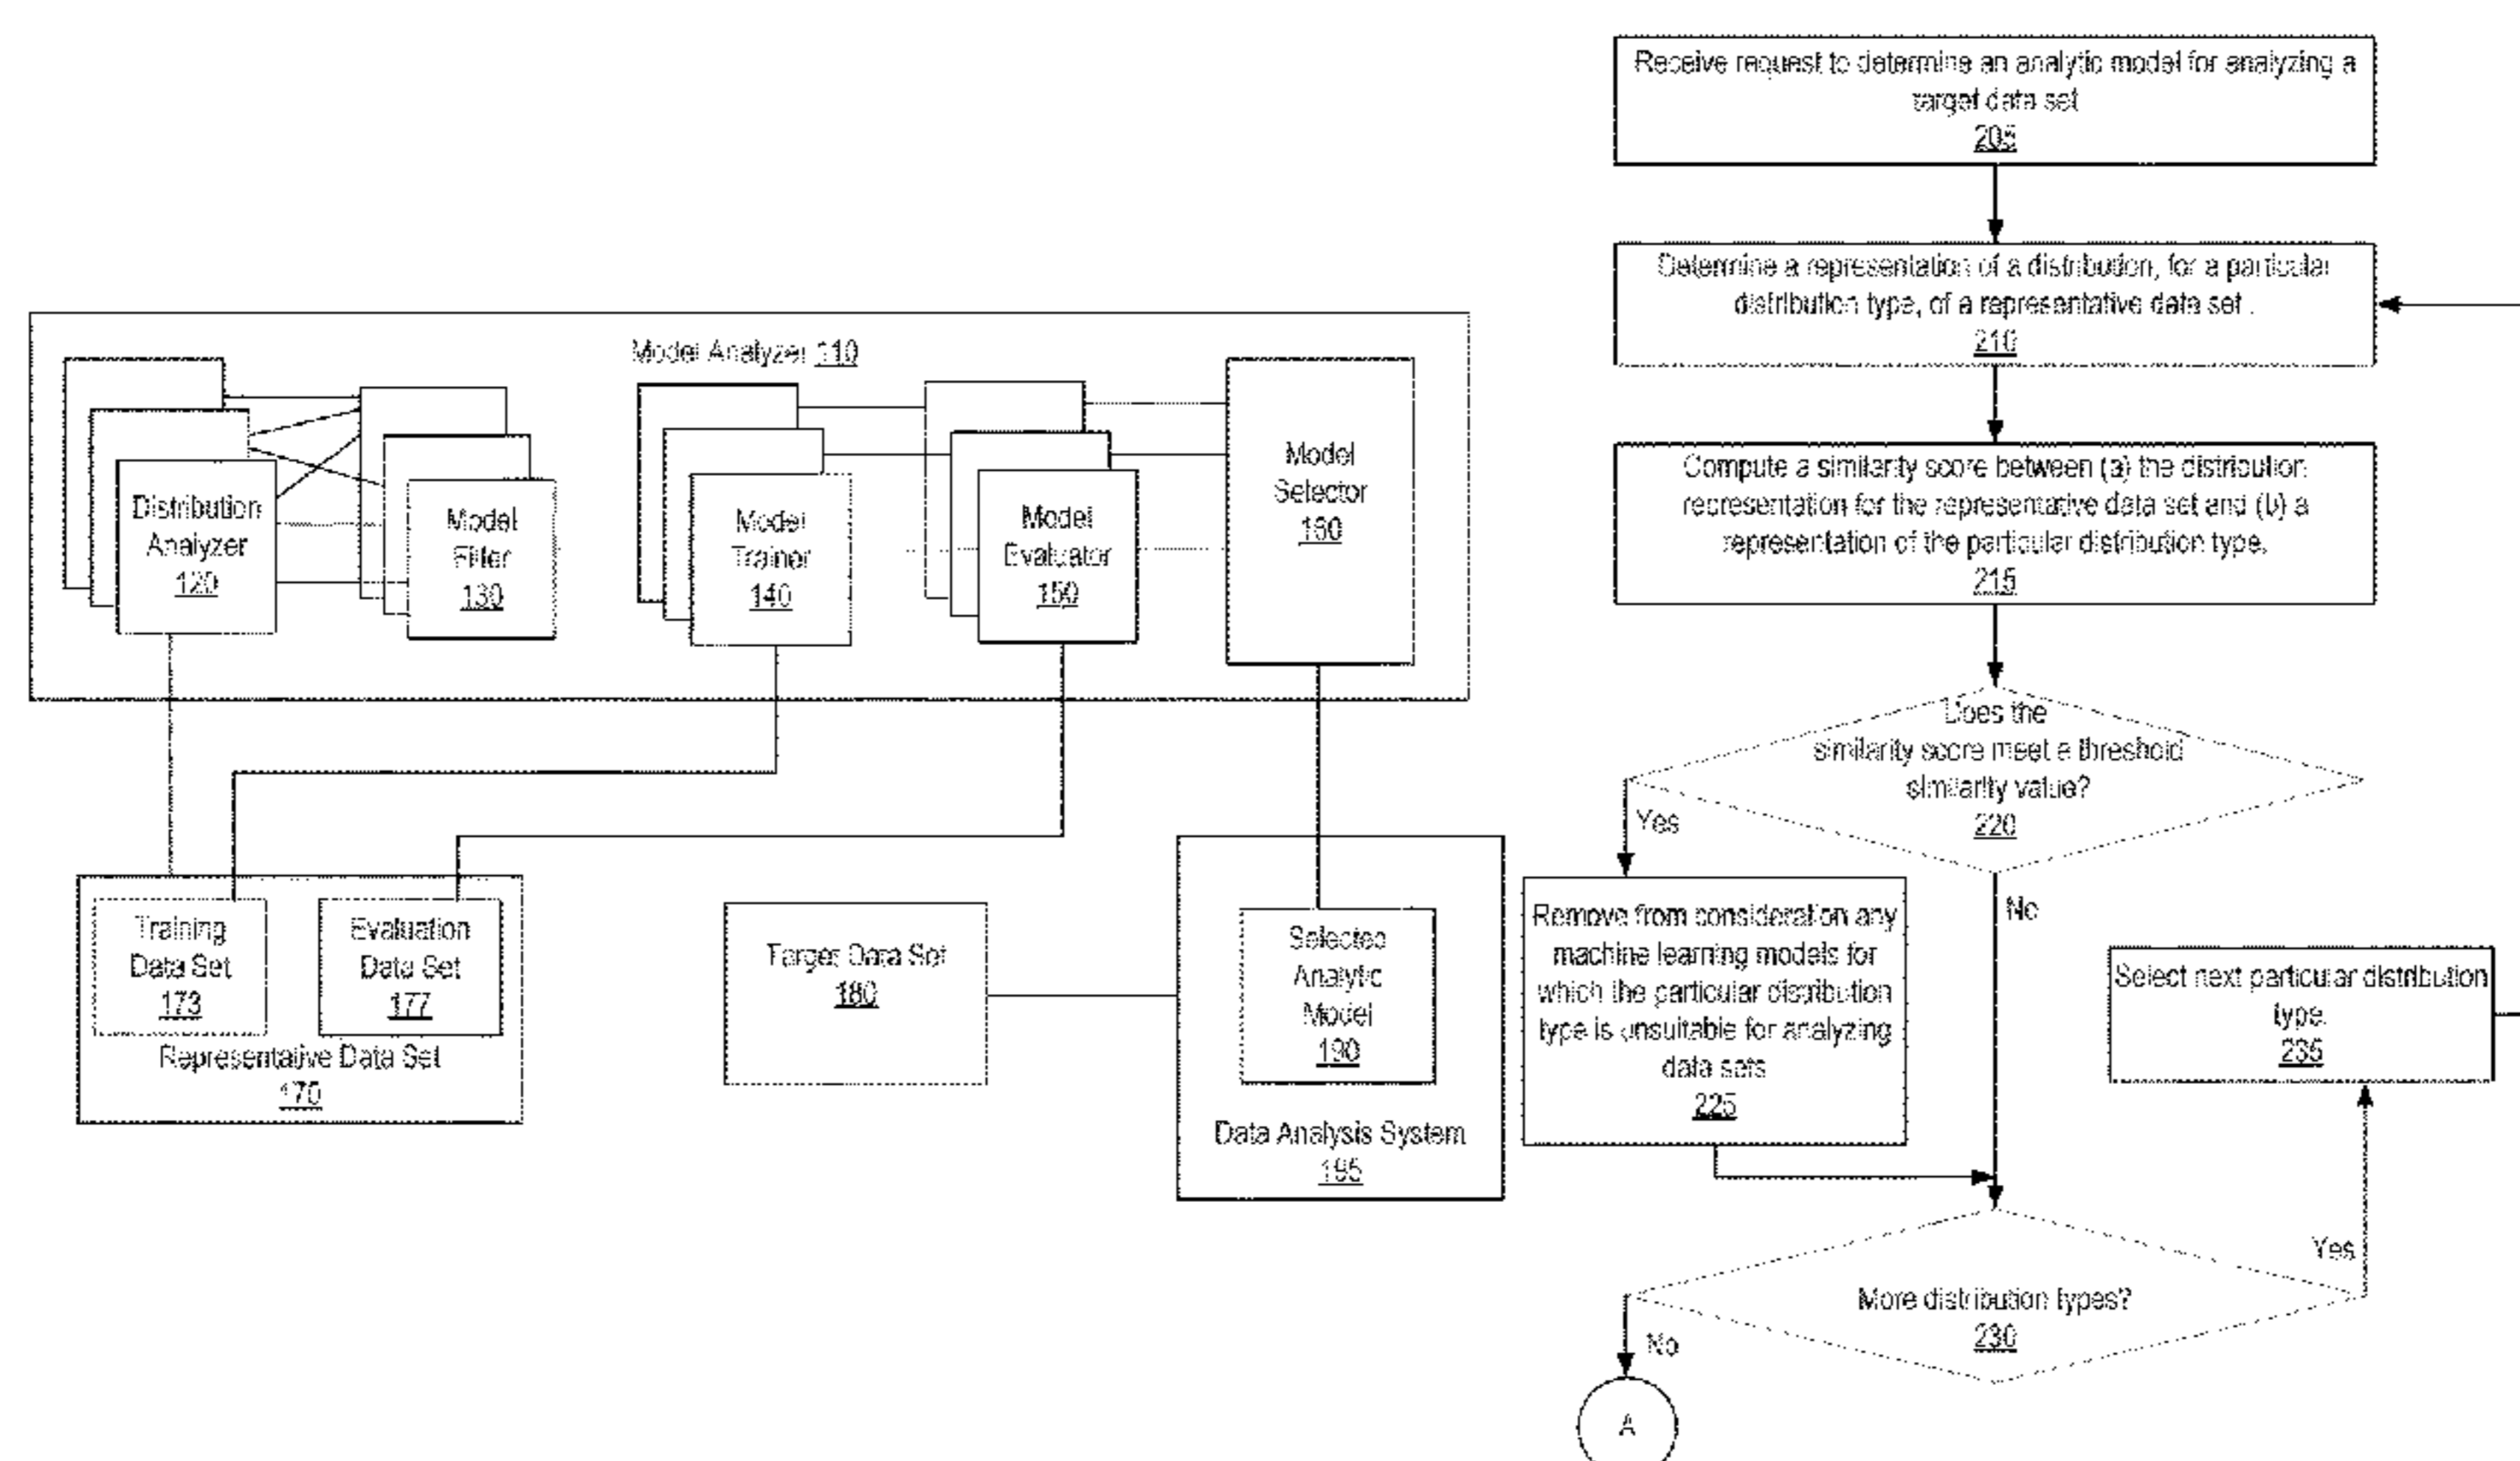 Model Analyzer 110
Distribution
Analyzer
120
Model
Filter
130
Model
Trainer
140
Model
Evaluator
150
Model
Selector
160
Training
Data Set
173
Evaluation
Data Set
177
Representative Data Set
170
Target Data Set
180
Selected
Analytic
Model
190
Data Analysis System
195
Receive request to determine an analytic model for analyzing a
target data set
205
Determine a representation of a distribution, for a particular
distribution type, of a representative data set .
210
Compute a similarity score between (a) the distribution
representation for the representative data set and (b) a
representation of the particular distribution type.
215
Does the
similarity score meet a threshold
similarity value?
220
Yes
No
Remove from consideration any
machine learning models for
which the particular distribution
type is unsuitable for analyzing
data sets
225
Select next particular distribution
type.
235
Yes
More distribution types?
230
No
A